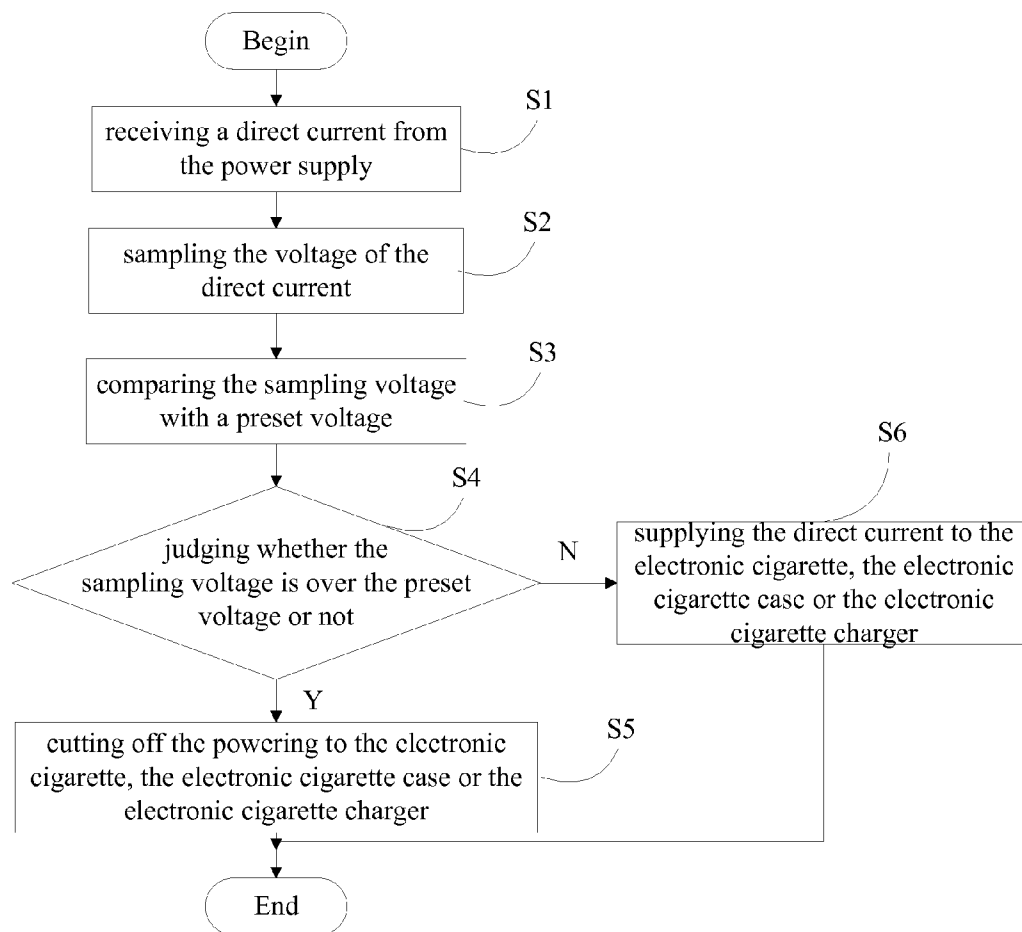 Begin
S1
receiving a direct current from
the power supply
S2
sampling the voltage of the
direct current
S3
comparing the sampling voltage
with a preset voltage
S4
judging whether the
sampling voltage is over the preset
voltage or not
N
S6
supplying the direct current to the
electronic cigarette, the electronic
cigarette case or the electronic
cigarette charger
Y
S5
cutting off the powering to the electronic
cigarette, the electronic cigarette case or the
electronic cigarette charger
End